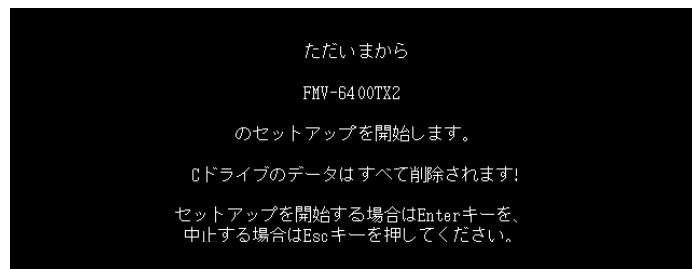 ただいまから
FMV-6400TX2
のセットアップを開始します。
Cドライブのデータはすべて削除されます!
セットアップを開始する場合はEnterキーを、
中止する場合はEscキーを押してください。